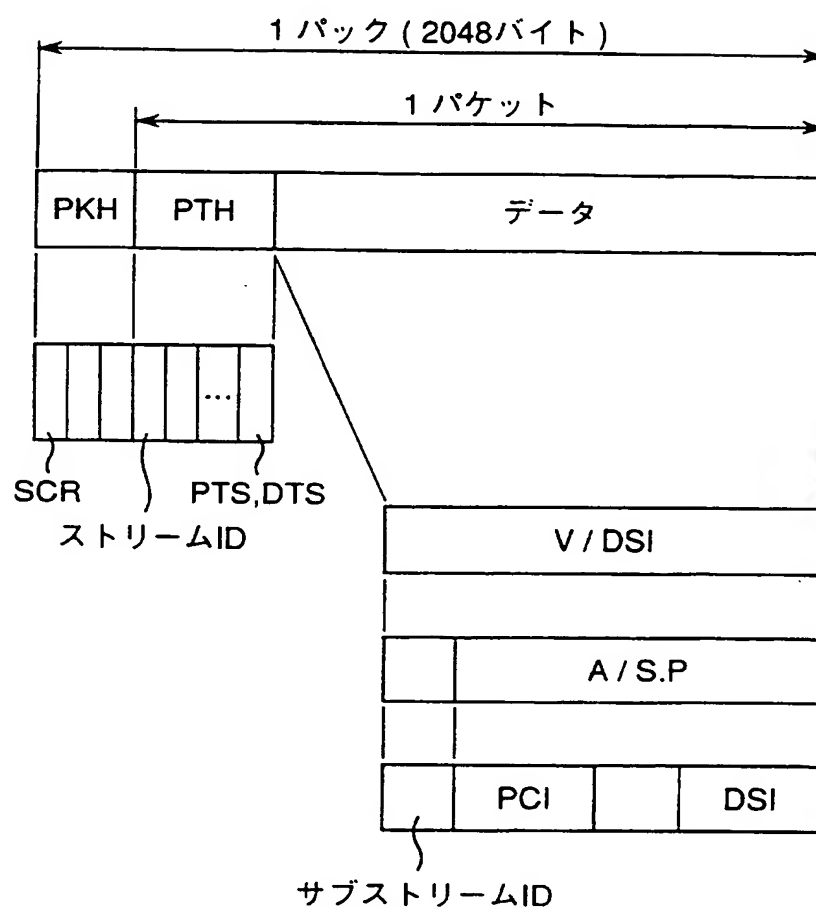 1 パック ( 2048バイト )
1 パケット
PKH PTH データ
...
SCR PTS,DTS
ストリームID
V / DSI
A / S.P
PCI DSI
サブストリームID